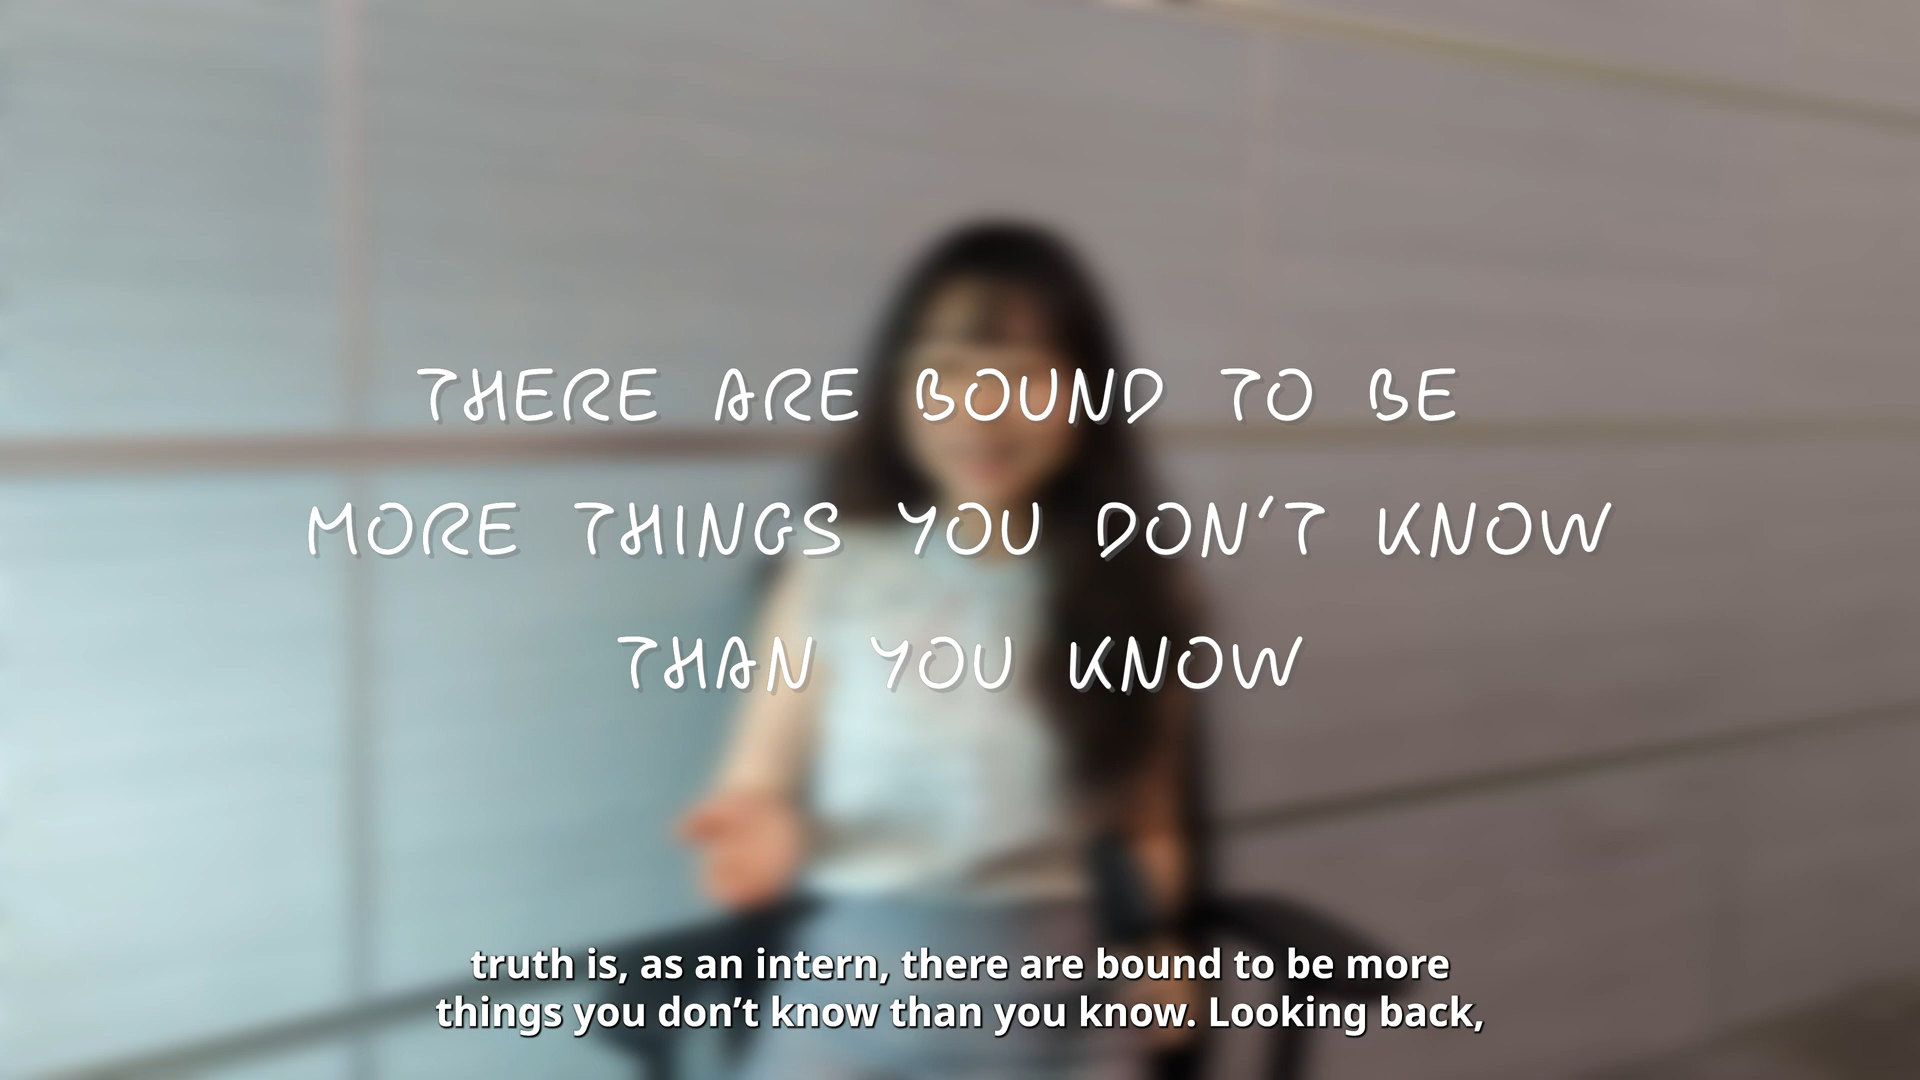 THERE ARE BOUND TO BE
MORE THINGS YOU DON'T KNOW
THAN YOU KNOW
truth is, as an intern, there are bound to be more
things you don’t know than you know. Looking back,